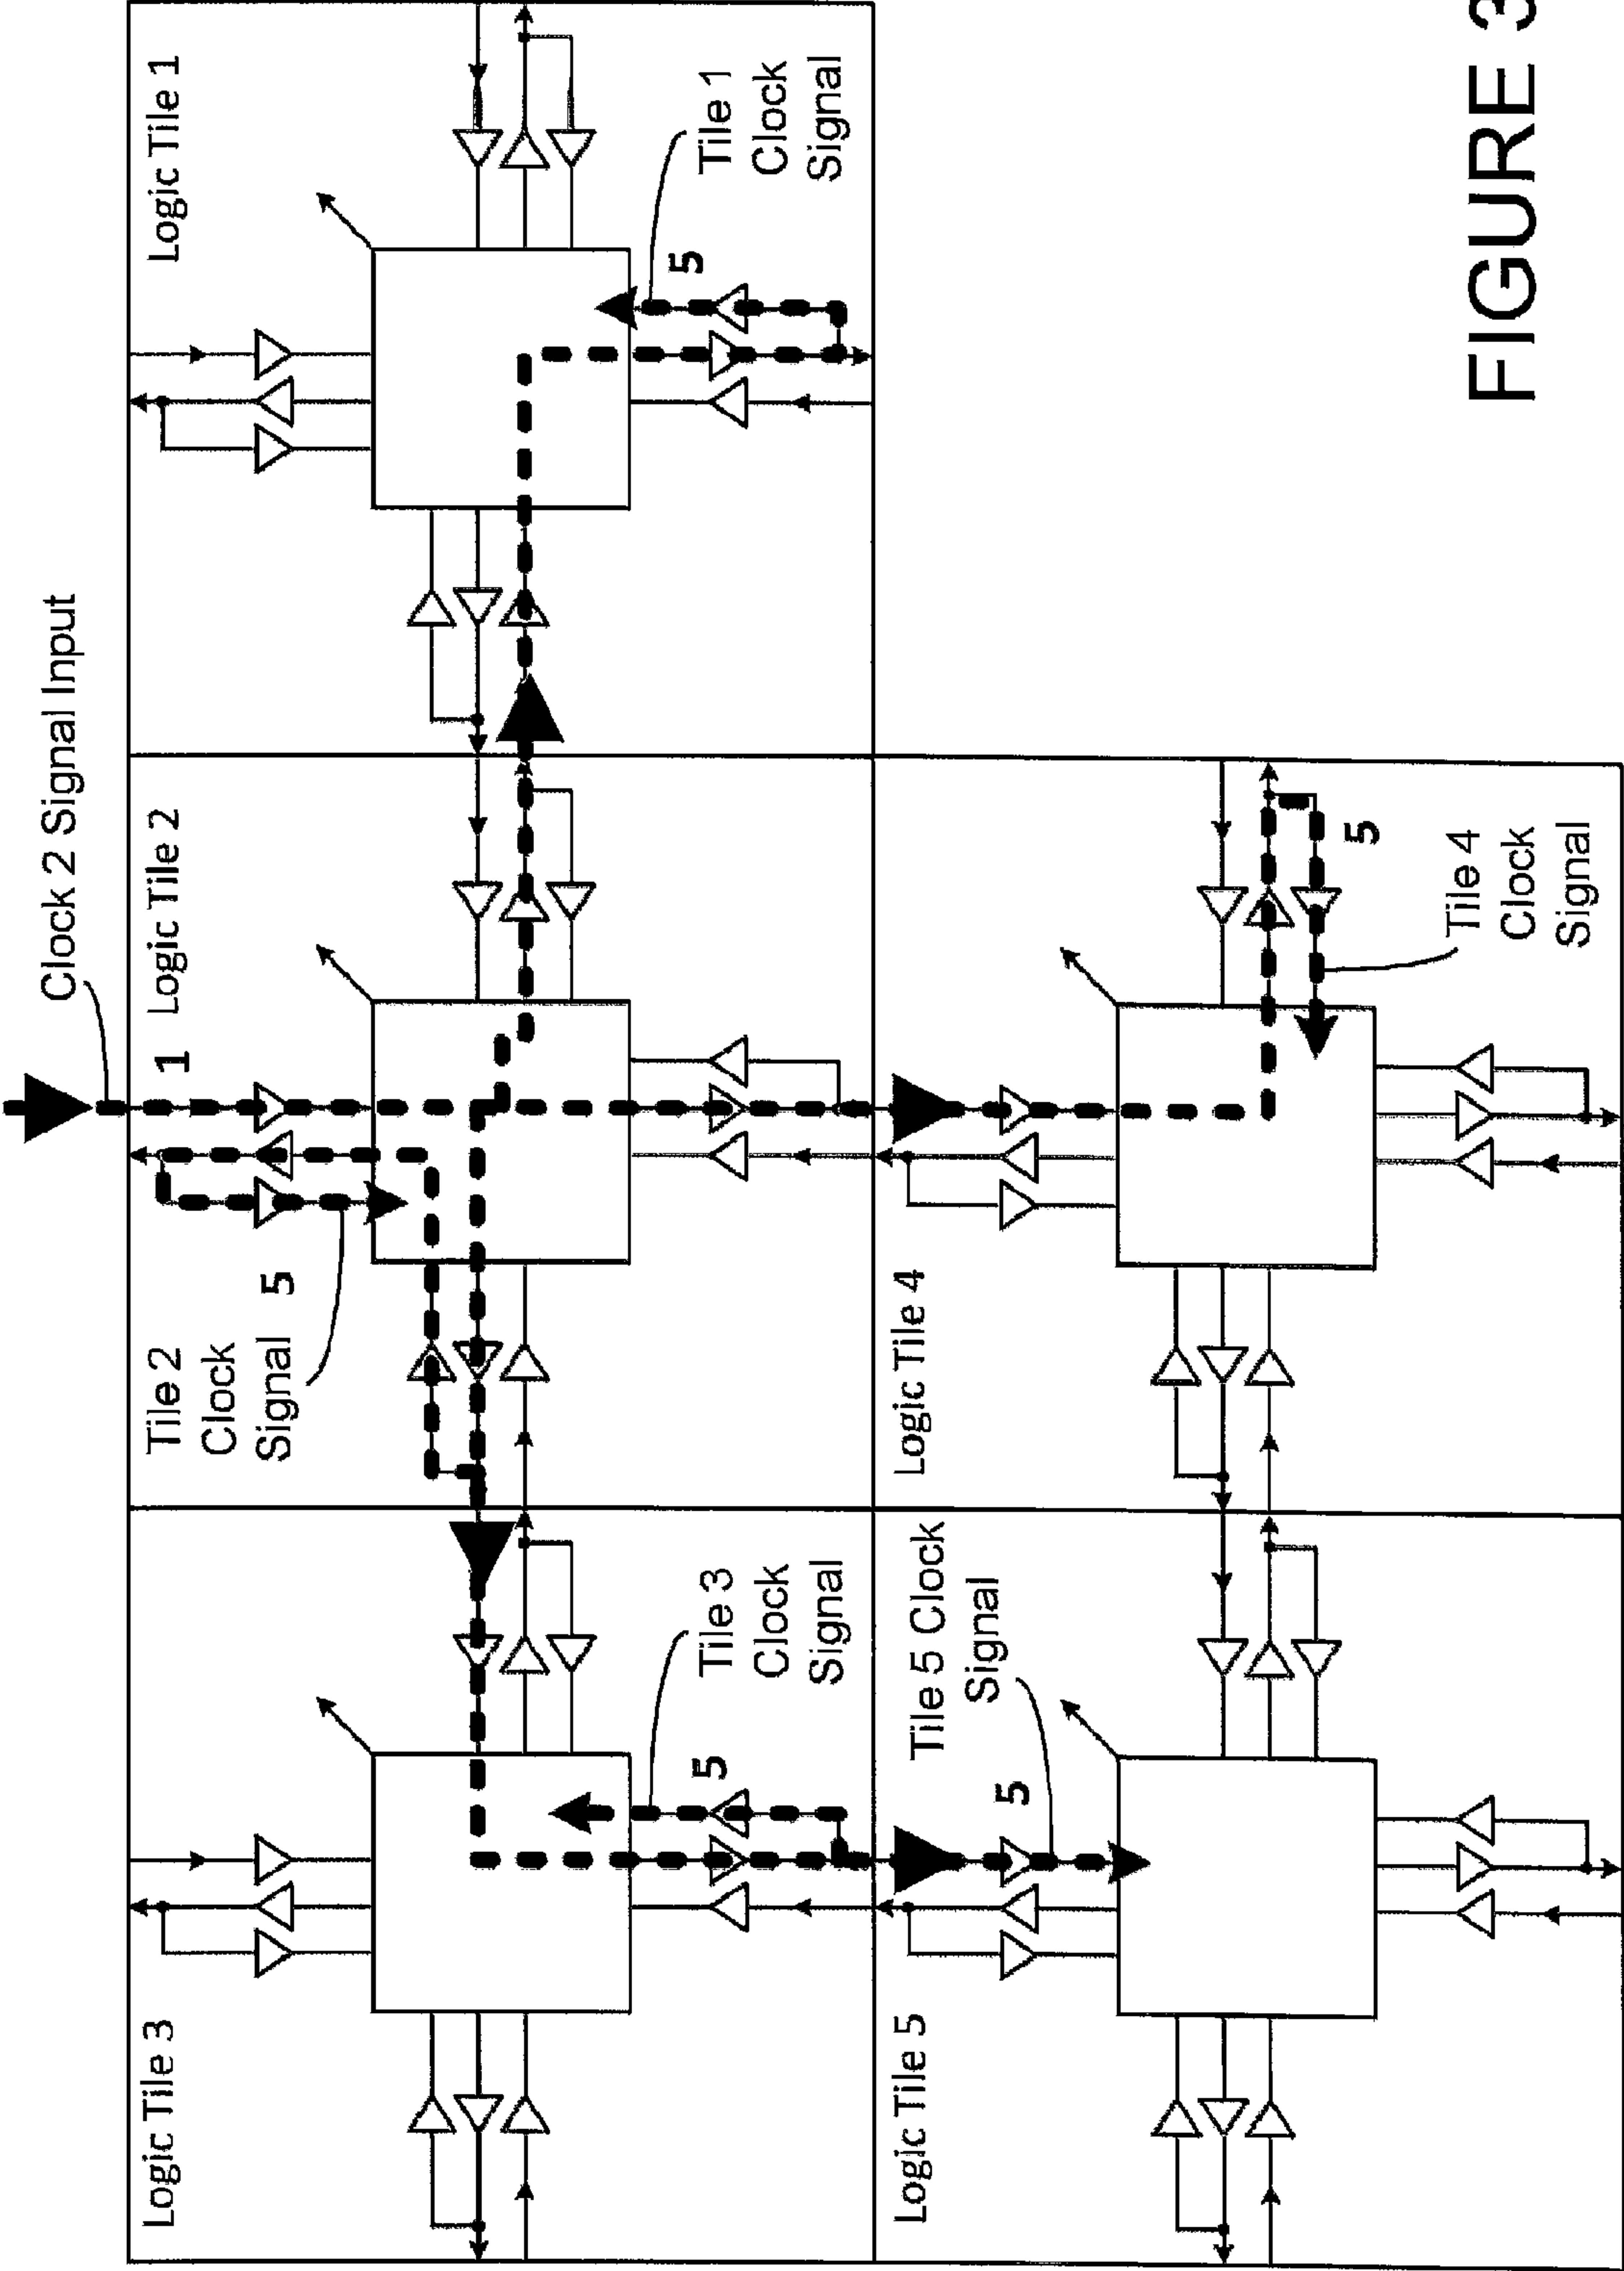 Clock 2 Signal Input
Logic Tile 3
Tile 2
Clock
Signal
5
1
Logic Tile 2
Logic Tile 1
5
Tile 3
Clock
Signal
5
Tile 1
Clock
Signal
Logic Tile 5
Tile 5 Clock
Signal
5
Logic Tile 4
5
Tile 4
Clock
Signal
FIGURE 3